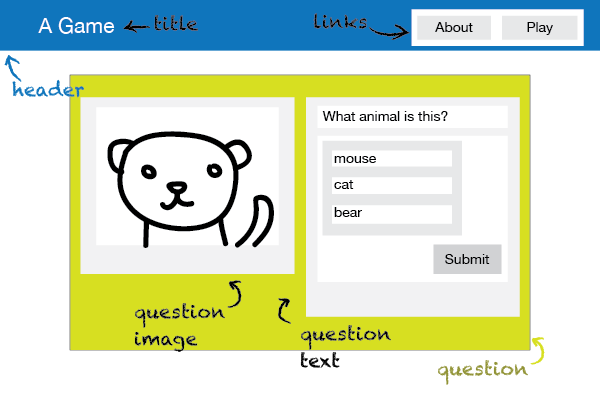 A Game
title
links
About
Play
header
What animal is this?
mouse
cat
bear
Submit
question
image
question
text
question